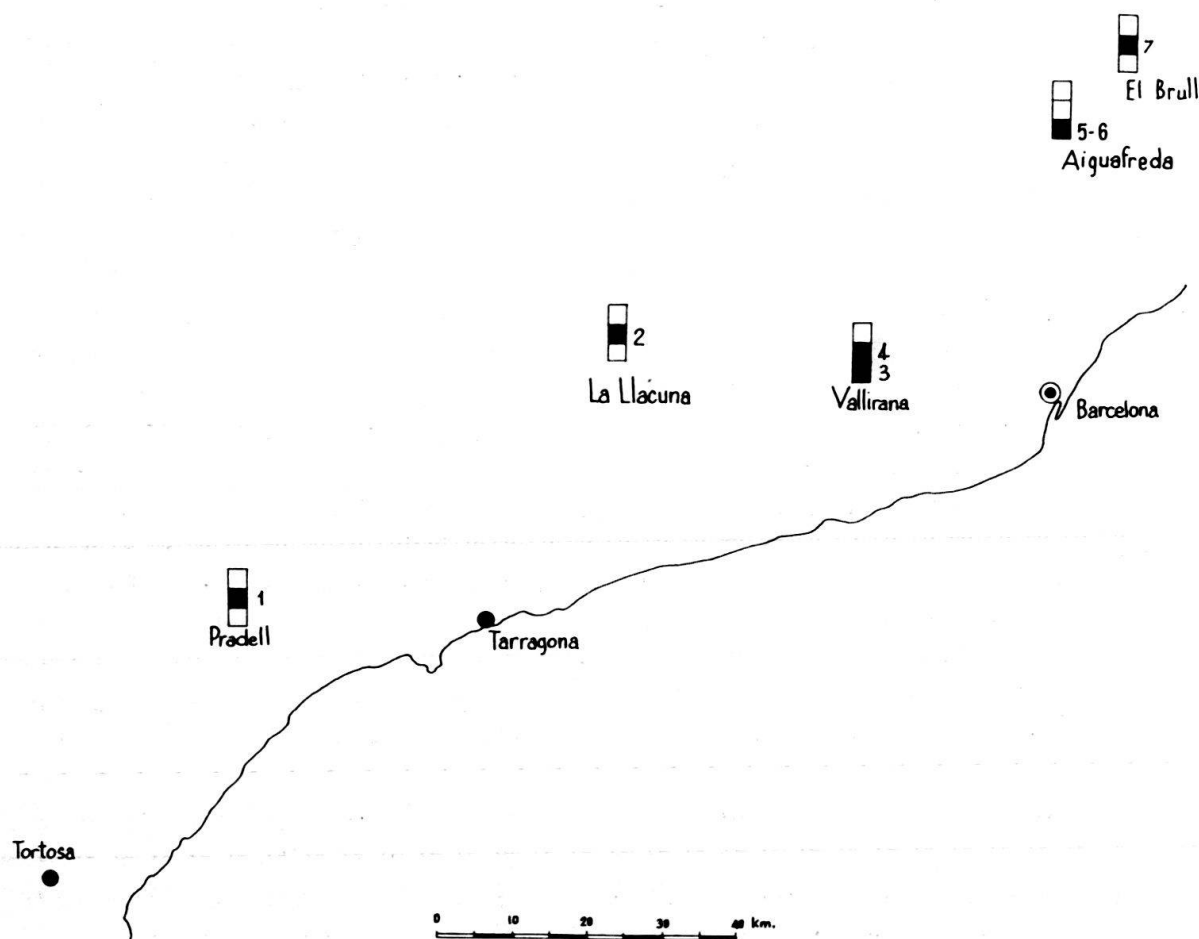 7
El Brull
5-6
Aiguafreda
2
La Llacuna
4
3
Vallirana
Barcelona
1
Pradell
Tarragona
Tortosa
0 10 20 30 40 km.